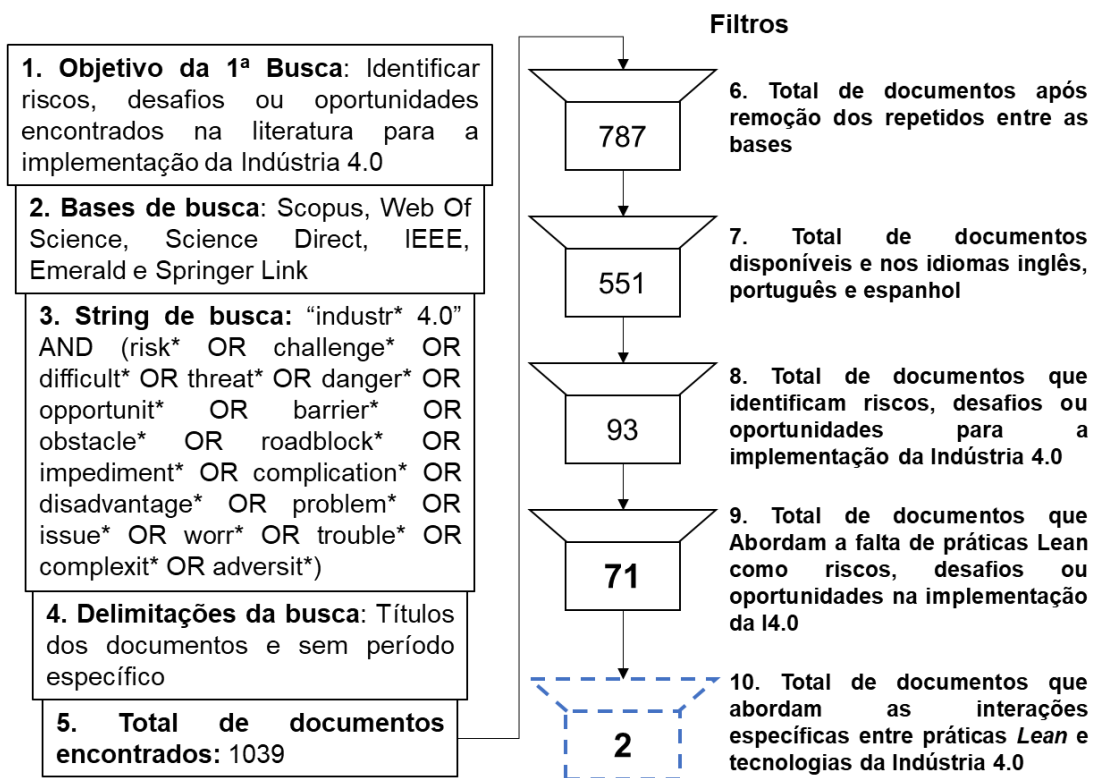 Filtros
1. Objetivo da 1ª Busca: Identificar
riscos, desafios ou oportunidades
encontrados na literatura para a
implementação da Indústria 4.0
2. Bases de busca: Scopus, Web Of
Science, Science Direct, IEEE,
Emerald e Springer Link
3. String de busca: “industr* 4.0”
AND (risk* OR challenge* OR
difficult* OR threat* OR danger* OR
opportunit* OR barrier* OR
obstacle* OR roadblock* OR
impediment* OR complication* OR
disadvantage* OR problem* OR
issue* OR worr* OR trouble* OR
complexit* OR adversit*)
4. Delimitações da busca: Títulos
dos documentos e sem período
específico
5. Total de documentos
encontrados: 1039
787
6. Total de documentos após
remoção dos repetidos entre as
bases
551
7. Total de documentos
disponíveis e nos idiomas inglês,
português e espanhol
93
8. Total de documentos que
identificam riscos, desafios ou
oportunidades para a
implementação da Indústria 4.0
71
9. Total de documentos que
Abordam a falta de práticas Lean
como riscos, desafios ou
oportunidades na implementação
da I4.0
2
10. Total de documentos que
abordam as interações
específicas entre práticas Lean e
tecnologias da Indústria 4.0